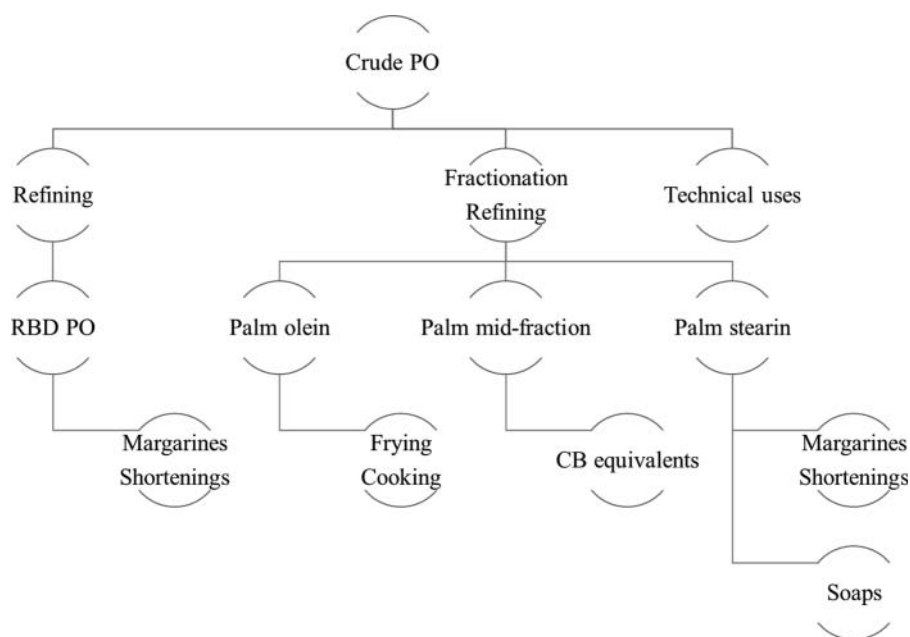 Crude PO
Refining
Fractionation
Refining
Technical uses
RBD PO
Palm olein
Palm mid-fraction
Palm stearin
Margarines
Shortenings
Frying
Cooking
CB equivalents
Margarines
Shortenings
Soaps